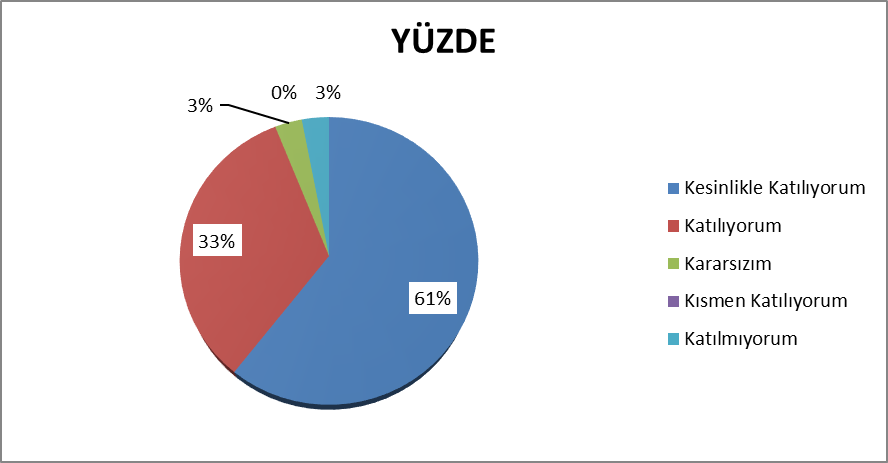 YÜZDE
0% 3%
3%
33%
61%
Kesinlikle Katılıyorum
Katılıyorum
Kararsızım
Kısmen Katılıyorum
Katılmıyorum